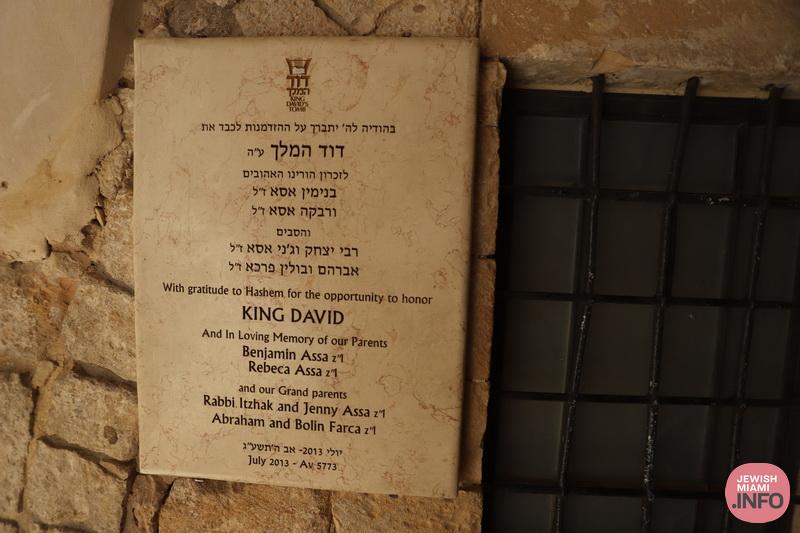 דוד
המלך
KING
DAVID'S
TOMB
בהודיה לה' יתברך על ההזדמנות לכבד את
דוד המלך ע"ה
לזכרון הורינו האהובים
בנימין אסא ז"ל
ורבקה אסא ז"ל
והסבים
רבי יצחק וג'ני אסא ז"ל
אברהם ובולין פרכא ז"ל
With gratitude to Hashem for the opportunity to honor
KING DAVID
And In Loving Memory of our Parents
Benjamin Assa z"l
Rebeca Assa z"l
and our Grand parents
Rabbi Itzhak and Jenny Assa z"l
Abraham and Bolin Farca z"l
יולי 2013- אב ה'תשע"ג
July 2013 - Av 5773
JEWISH
MIAMI
.INFO